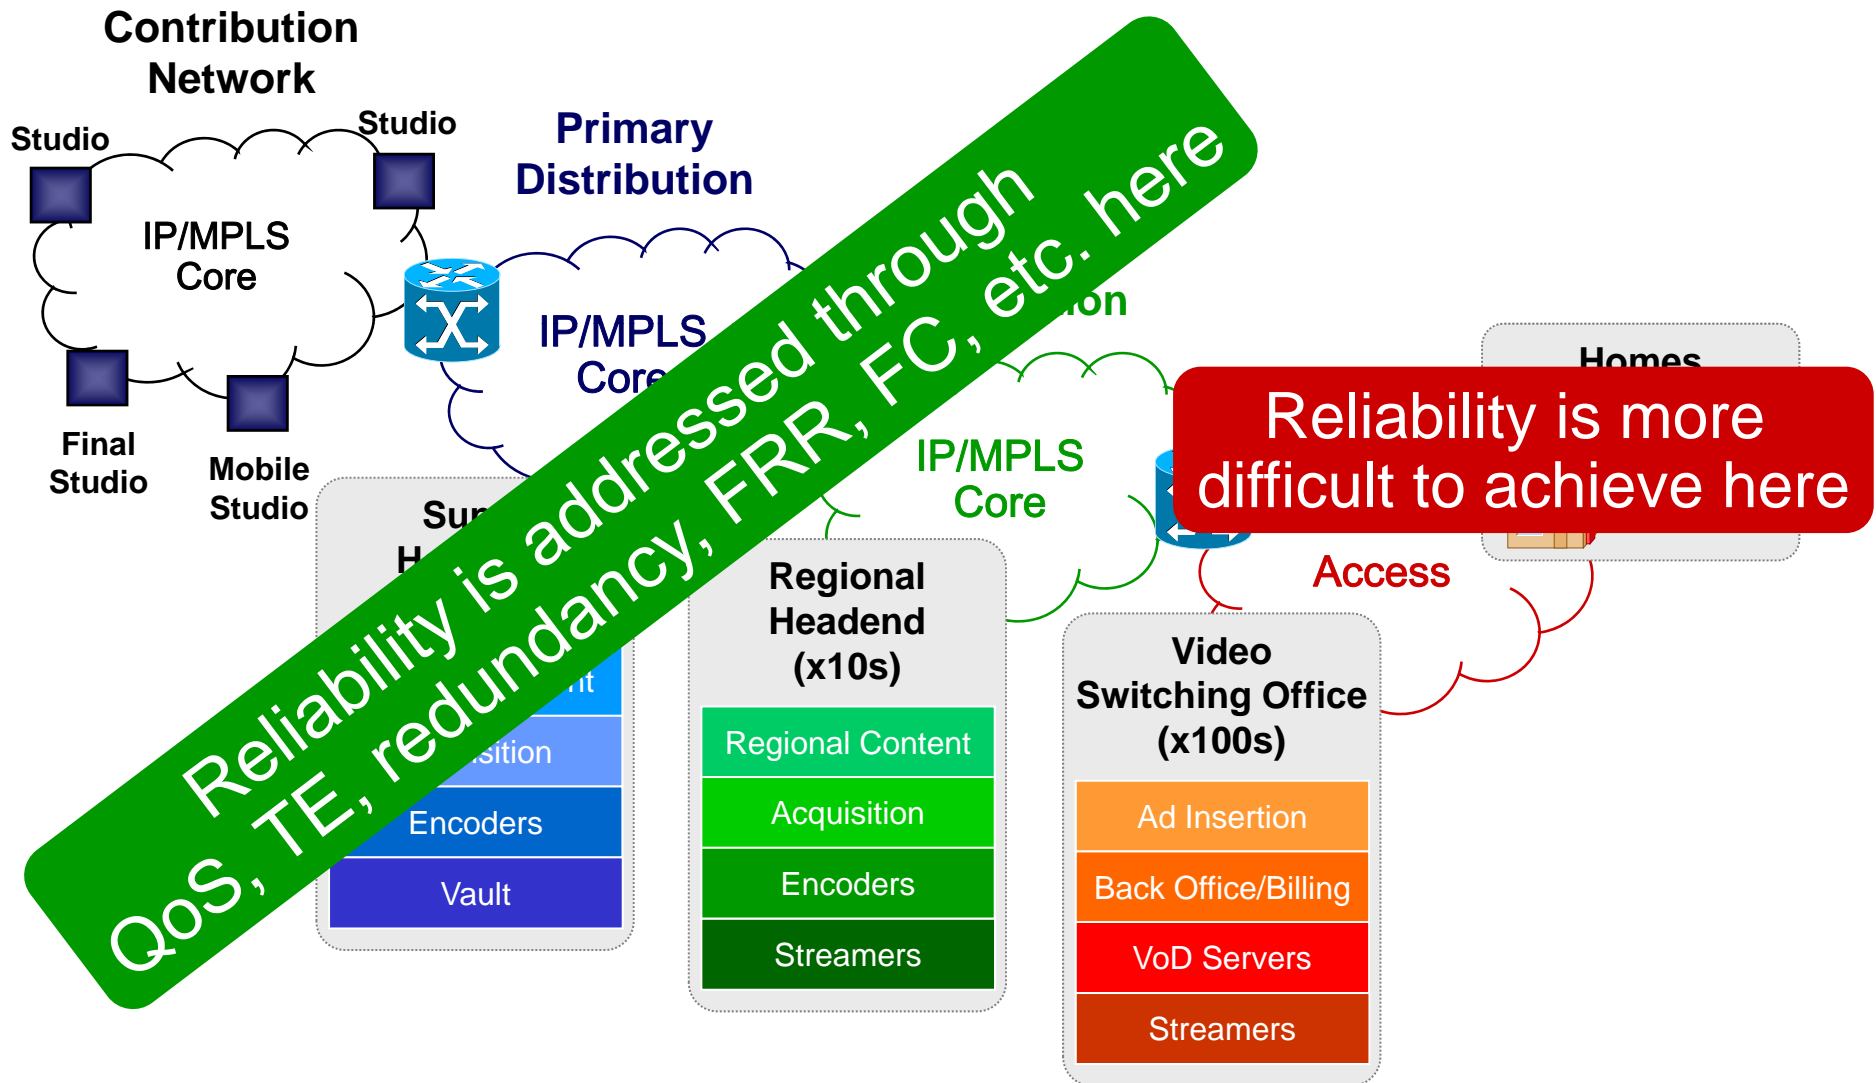 Contribution
Network
Studio
Studio
Primary
Distribution
IP/MPLS
Core
IP/MPLS
Core
Final
Studio
Mobile
Studio
Reliability is addressed through
QoS, TE, redundancy, FRR, FC, etc. here
IP/MPLS
Core
Homes
Reliability is more
difficult to achieve here
Access
Encoders
Vault
Regional
Headend
(x10s)
Regional Content
Acquisition
Encoders
Streamers
Video
Switching Office
(x100s)
Ad Insertion
Back Office/Billing
VoD Servers
Streamers